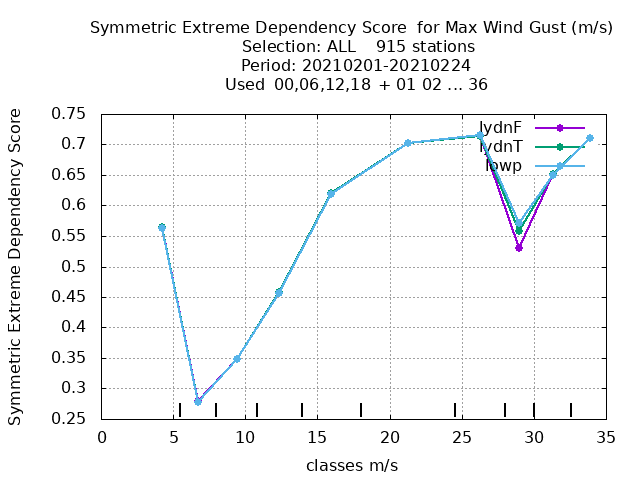 Symmetric Extreme Dependency Score for Max Wind Gust (m/s)
Selection: ALL 915 stations
Period: 20210201-20210224
Used 00,06,12,18 + 01 02 ... 36
Symmetric Extreme Dependency Score
0.75
0.7
0.65
0.6
0.55
0.5
0.45
0.4
0.35
0.3
0.25
lydnF
lydnT
lowp
0 5 10 15 20 25 30 35
classes m/s